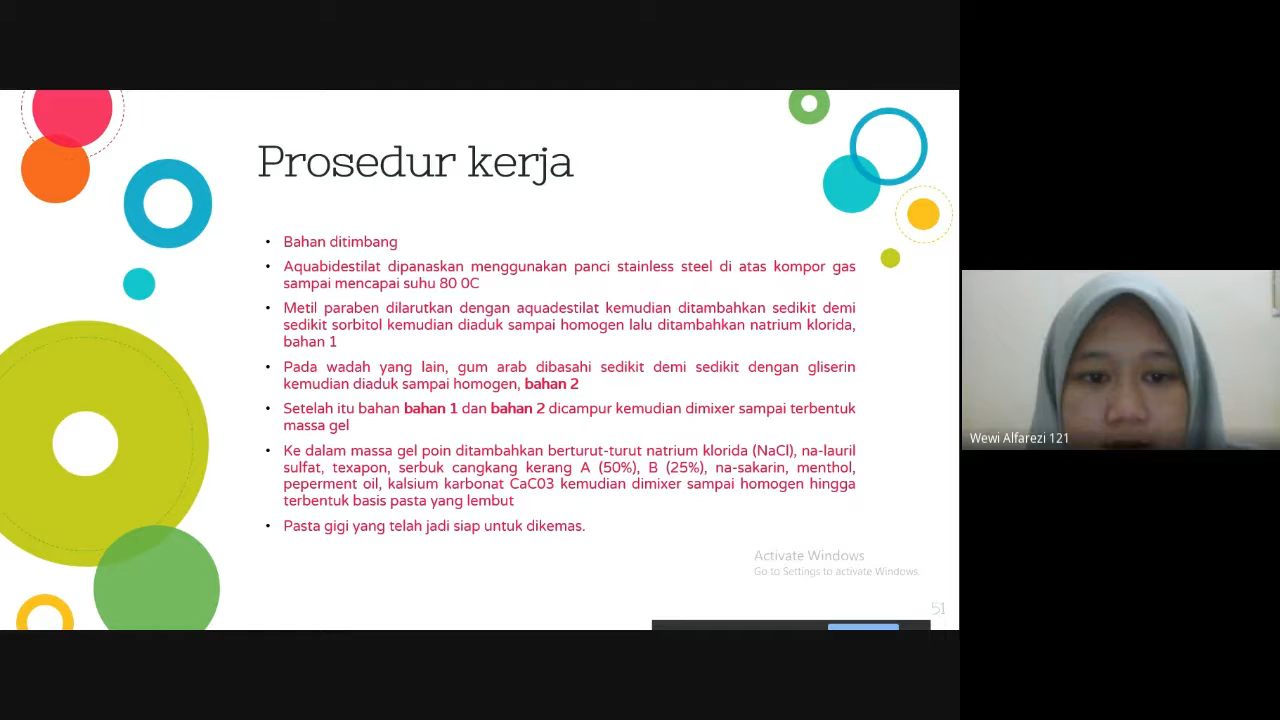 Prosedur kerja
• Bahan ditimbang
• Aquabidestilat dipanaskan menggunakan panci stainless steel di atas kompor gas
sampai mencapai suhu 80 0C
• Metil paraben dilarutkan dengan aquadestilat kemudian ditambahkan sedikit demi
sedikit sorbitol kemudian diaduk sampai homogen lalu ditambahkan natrium klorida,
bahan 1
• Pada wadah yang lain, gum arab dibasahi sedikit demi sedikit dengan gliserin
kemudian diaduk sampai homogen, bahan 2
• Setelah itu bahan bahan 1 dan bahan 2 dicampur kemudian dimixer sampai terbentuk
massa gel
• Ke dalam massa gel poin ditambahkan berturut-turut natrium klorida (NaCl), na-lauril
sulfat, texapon, serbuk cangkang kerang A (50%), B (25%), na-sakarin, menthol,
peperment oil, kalsium karbonat CaC03 kemudian dimixer sampai homogen hingga
terbentuk basis pasta yang lembut
• Pasta gigi yang telah jadi siap untuk dikemas.
Activate Windows
Go to Settings to activate Windows.
51
Wewi Alfarezi 121